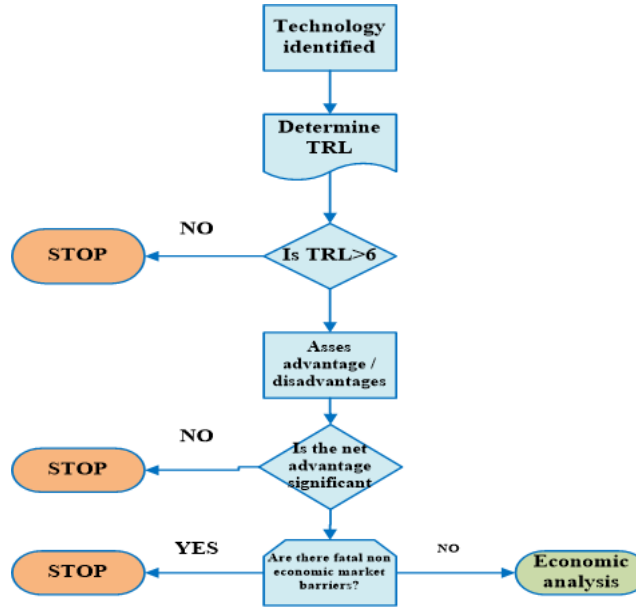 Technology
identified
Determine
TRL
NO
STOP
Is TRL>6
Asses
advantage /
disadvantages
NO
STOP
Is the net
advantage
significant
YES
STOP
Are there fatal non
economic market
barriers?
NO
Economic
analysis